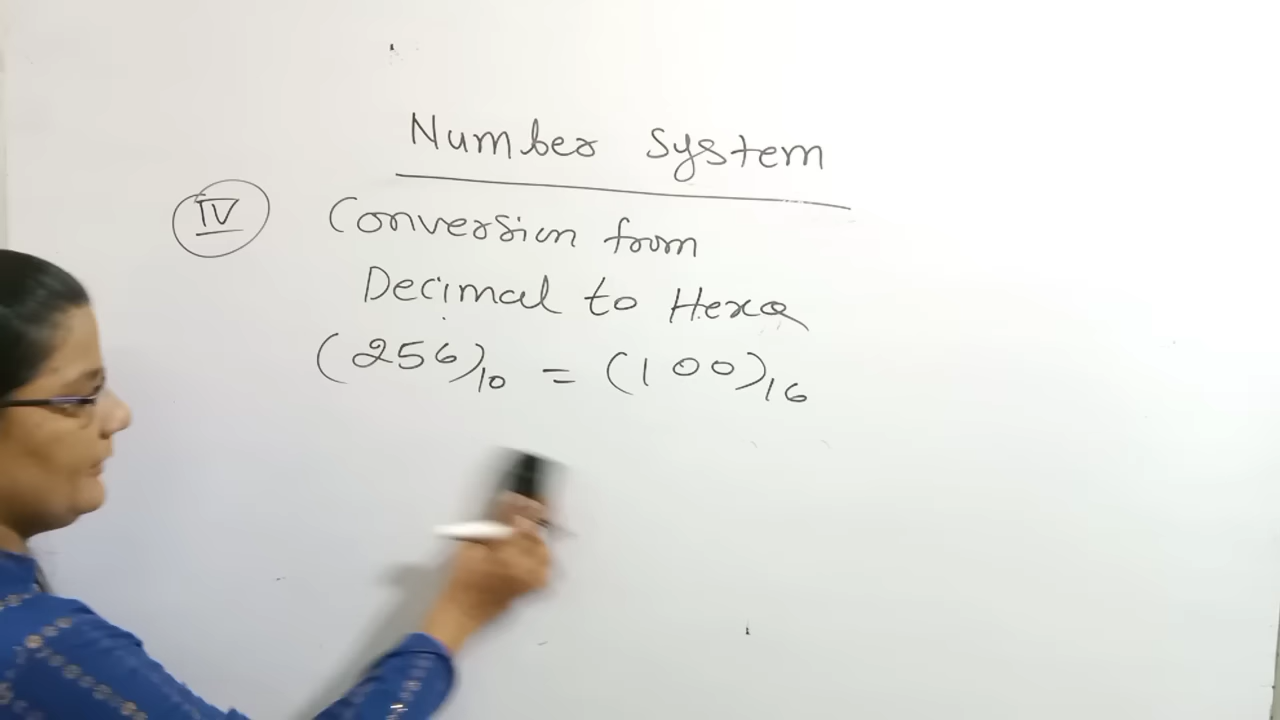 Number System
IV Conversion from
Decimal to Hexa
(256)10 = (100)16